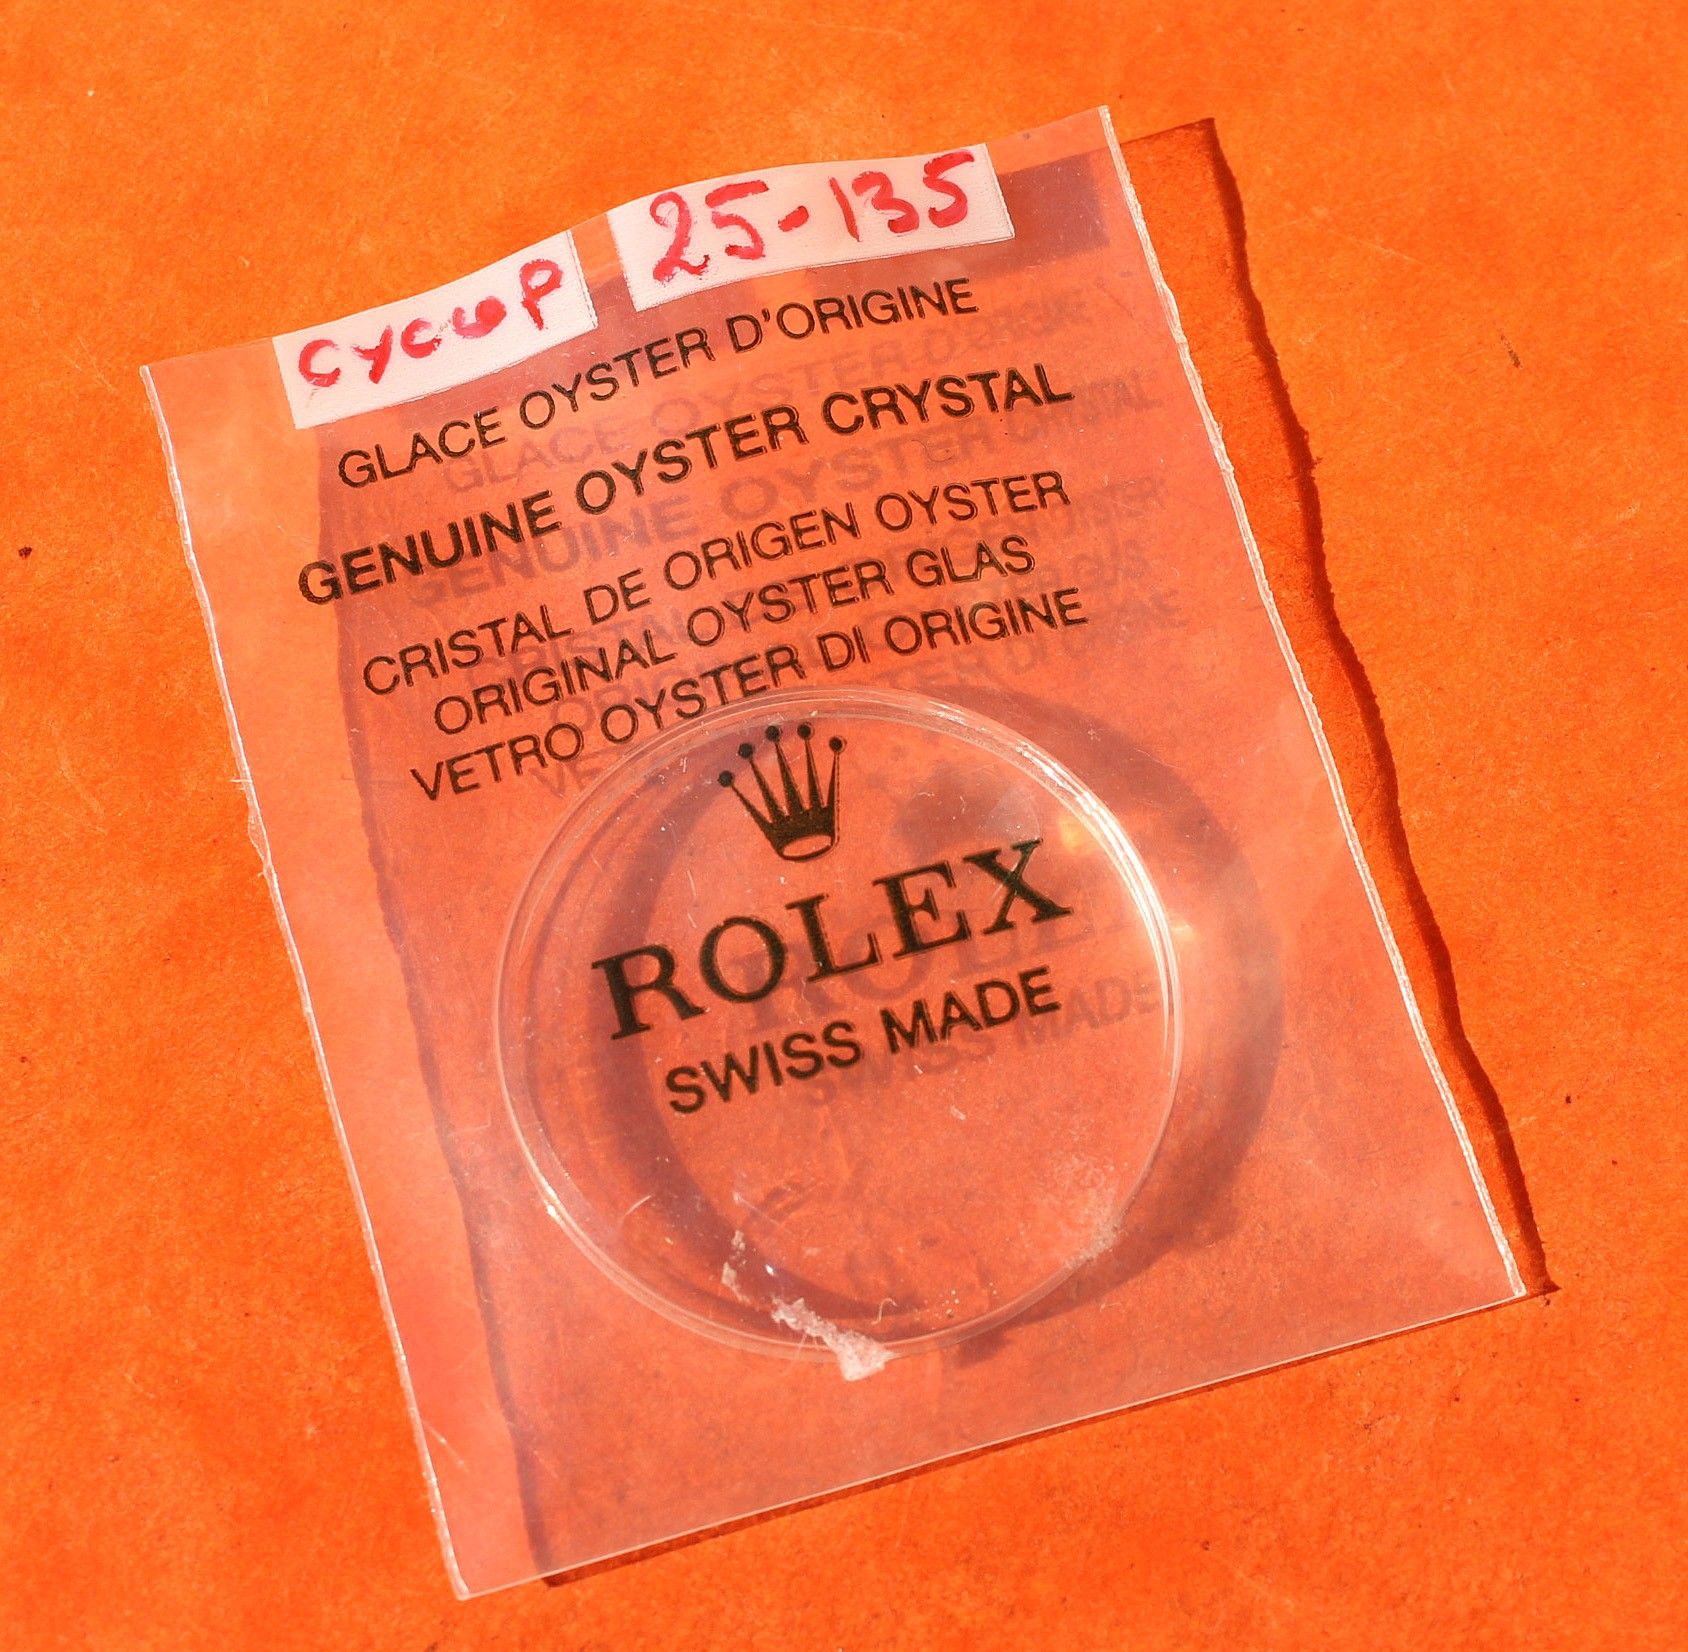 cyclop 25-135
GLACE OYSTER D'ORIGINE
GENUINE OYSTER CRYSTAL
CRISTAL DE ORIGEN OYSTER
ORIGINAL OYSTER GLAS
VETRO OYSTER DI ORIGINE
ROLEX
SWISS MADE